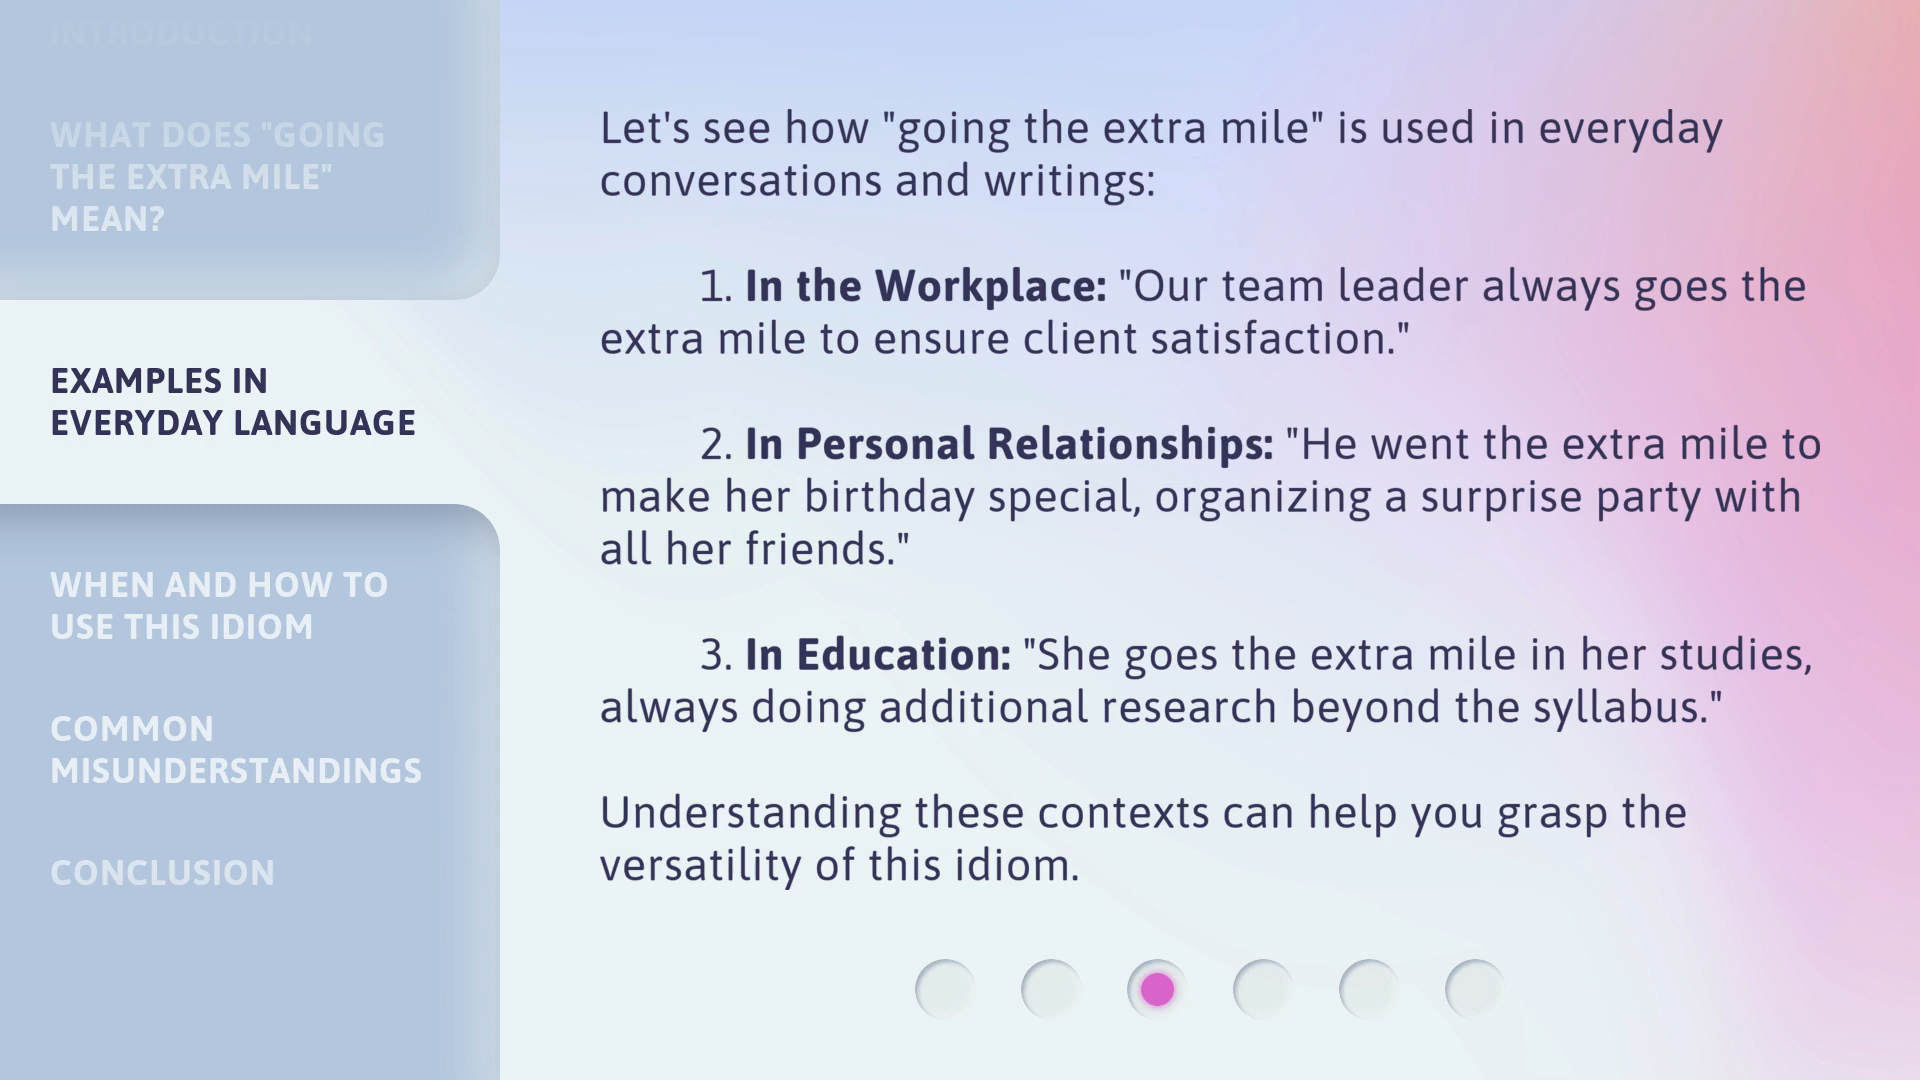 INTRODUCTION
WHAT DOES "GOING
THE EXTRA MILE"
MEAN?
EXAMPLES IN
EVERYDAY LANGUAGE
WHEN AND HOW TO
USE THIS IDIOM
COMMON
MISUNDERSTANDINGS
CONCLUSION
Let's see how "going the extra mile" is used in everyday
conversations and writings:
1. In the Workplace: "Our team leader always goes the
extra mile to ensure client satisfaction."
2. In Personal Relationships: "He went the extra mile to
make her birthday special, organizing a surprise party with
all her friends."
3. In Education: "She goes the extra mile in her studies,
always doing additional research beyond the syllabus."
Understanding these contexts can help you grasp the
versatility of this idiom.